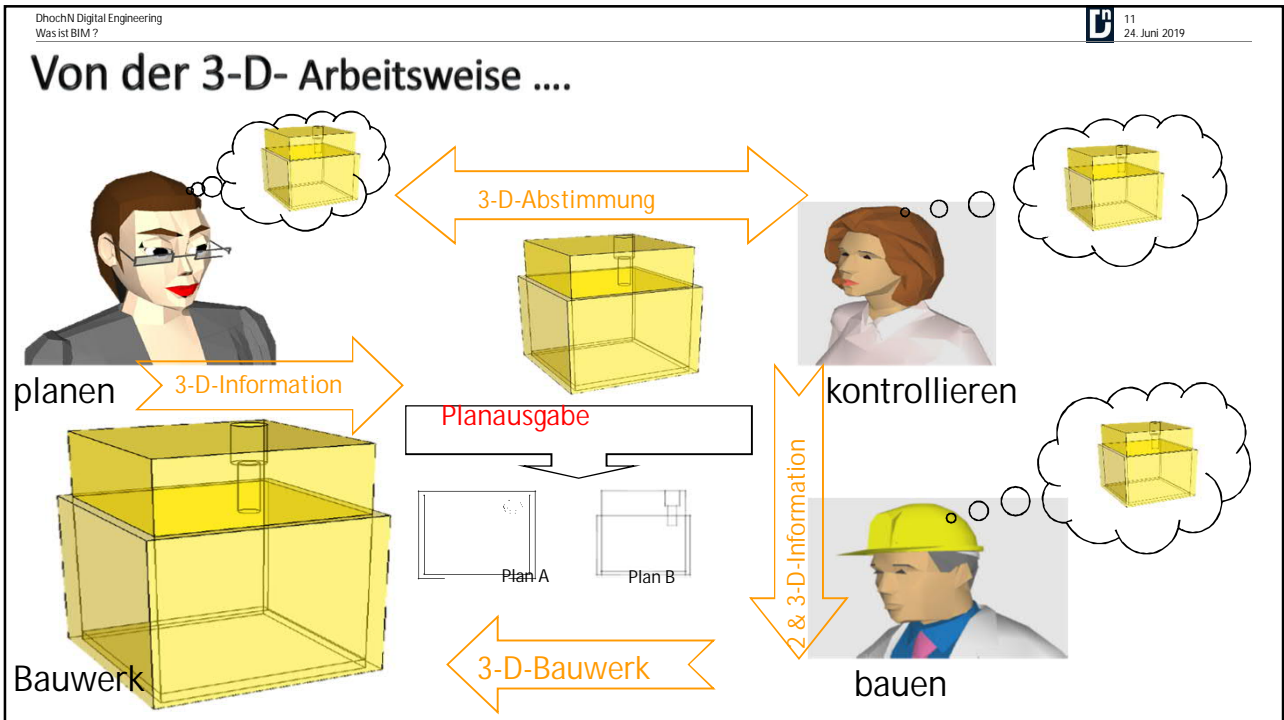 DhochN Digital Engineering
Was ist BIM ?
Dⁿ
11
24. Juni 2019
Von der 3-D- Arbeitsweise ....
3-D-Abstimmung
planen
3-D-Information
kontrollieren
Planausgabe
2 & 3-D-Information
Plan A
Plan B
Bauwerk
3-D-Bauwerk
bauen